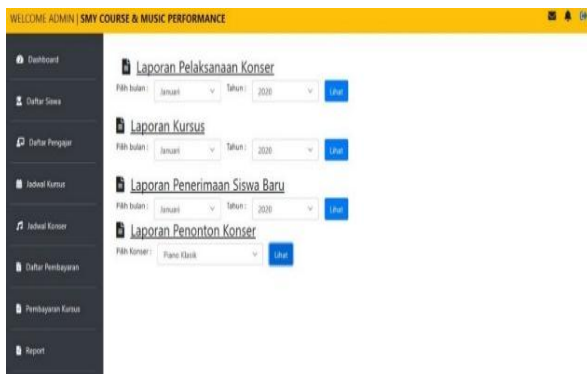 WELCOME ADMIN | SMY COURSE & MUSIC PERFORMANCE
Dashboard
Daftar Siswa
Daftar Pengajar
Jadwal Kursus
Jadwal Konser
Daftar Pembayaran
Pembayaran Kursus
Report
Laporan Pelaksanaan Konser
Pilih bulan : Januari Tahun : 2020 Lihat
Laporan Kursus
Pilih bulan : Januari Tahun : 2020 Lihat
Laporan Penerimaan Siswa Baru
Pilih bulan : Januari Tahun : 2020 Lihat
Laporan Penonton Konser
Pilih Konser : Piano Klasik Lihat